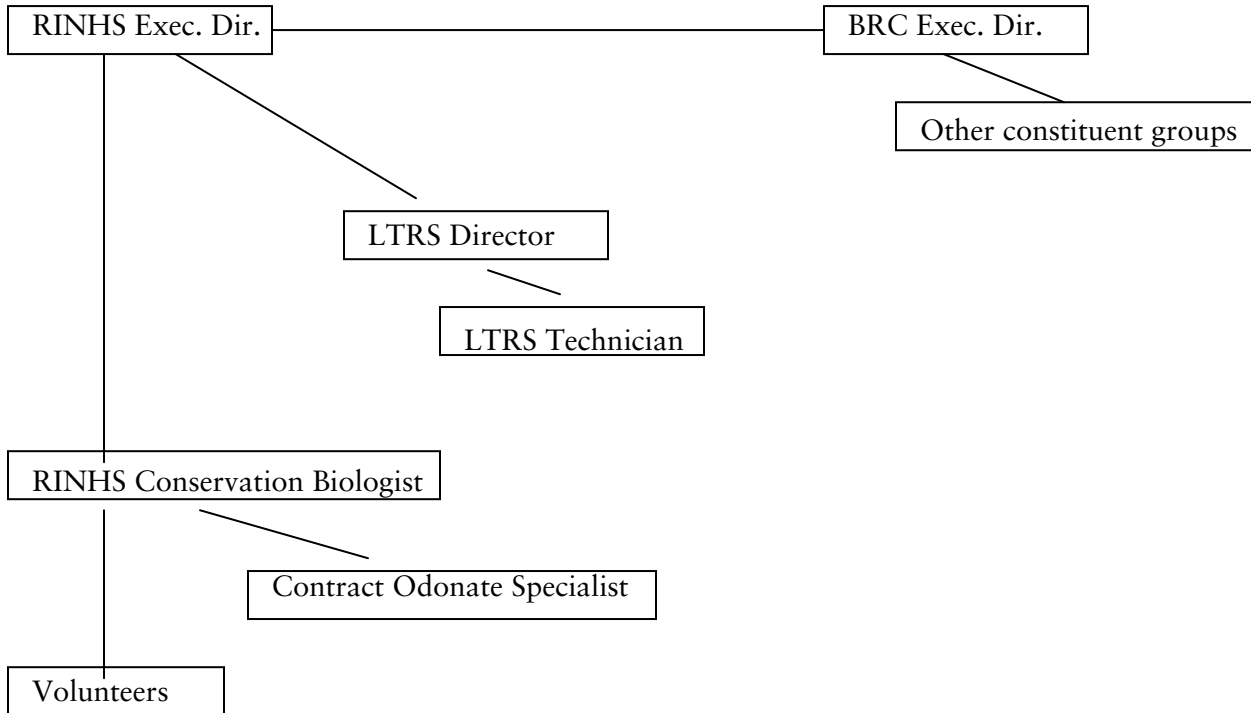 RINHS Exec. Dir.
BRC Exec. Dir.
Other constituent groups
LTRS Director
LTRS Technician
RINHS Conservation Biologist
Contract Odonate Specialist
Volunteers